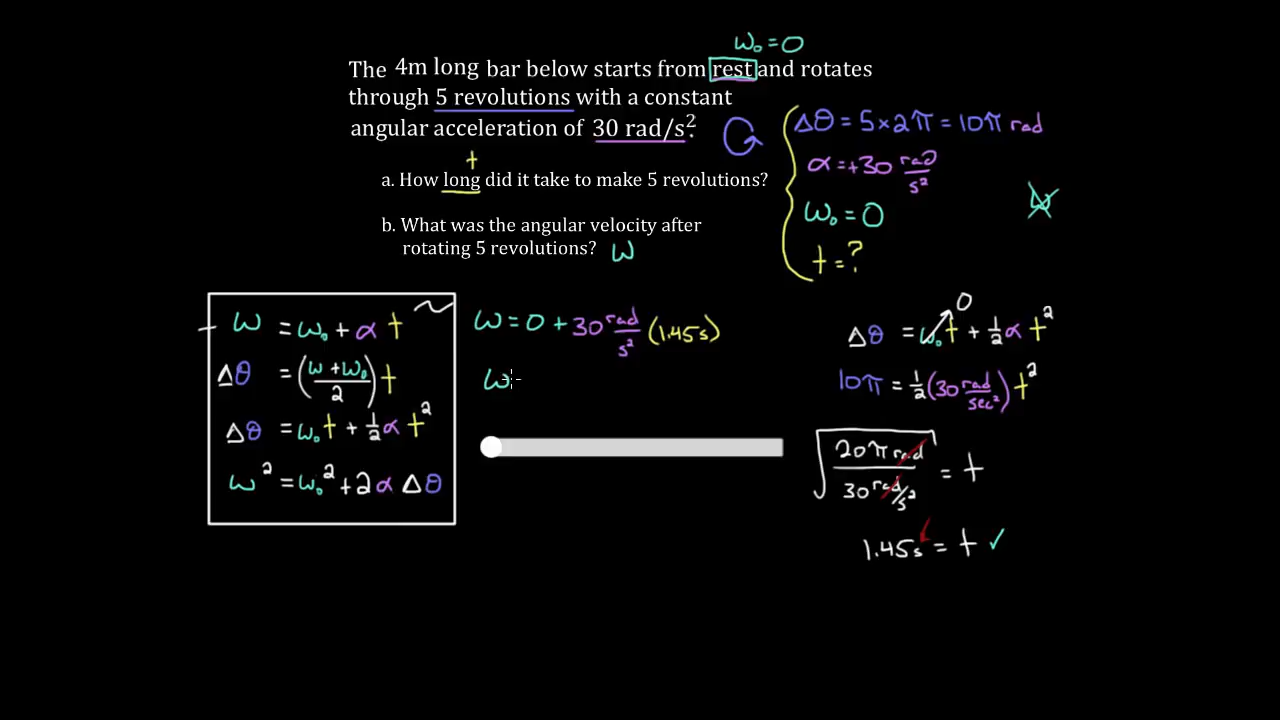 ω₀ = 0
The 4m long bar below starts from rest and rotates
through 5 revolutions with a constant
angular acceleration of 30 rad/s².
t
a. How long did it take to make 5 revolutions?
b. What was the angular velocity after
rotating 5 revolutions? ω
Δθ = 5×2π = 10π rad
α = +30 rad/s²
ω₀ = 0
t = ?
ω = ω₀ + α t
Δθ = (ω + ω₀/2) t
Δθ = ω₀t + ½αt²
ω² = ω₀² + 2αΔθ
ω = 0 + 30 rad/s² (1.45s)
ω
0
Δθ = ω₀t + ½αt²
10π = ½(30 rad/sec²)t²
√(20π rad / 30 rad/s²) = t
1.45s = t ✓